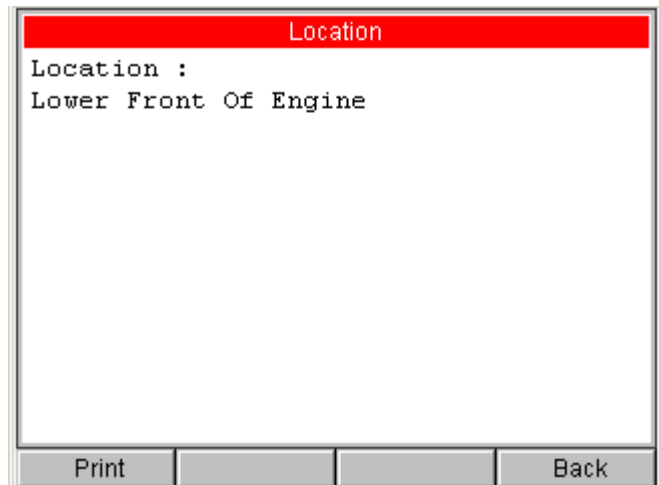 Location
Location :
Lower Front Of Engine
Print
Back